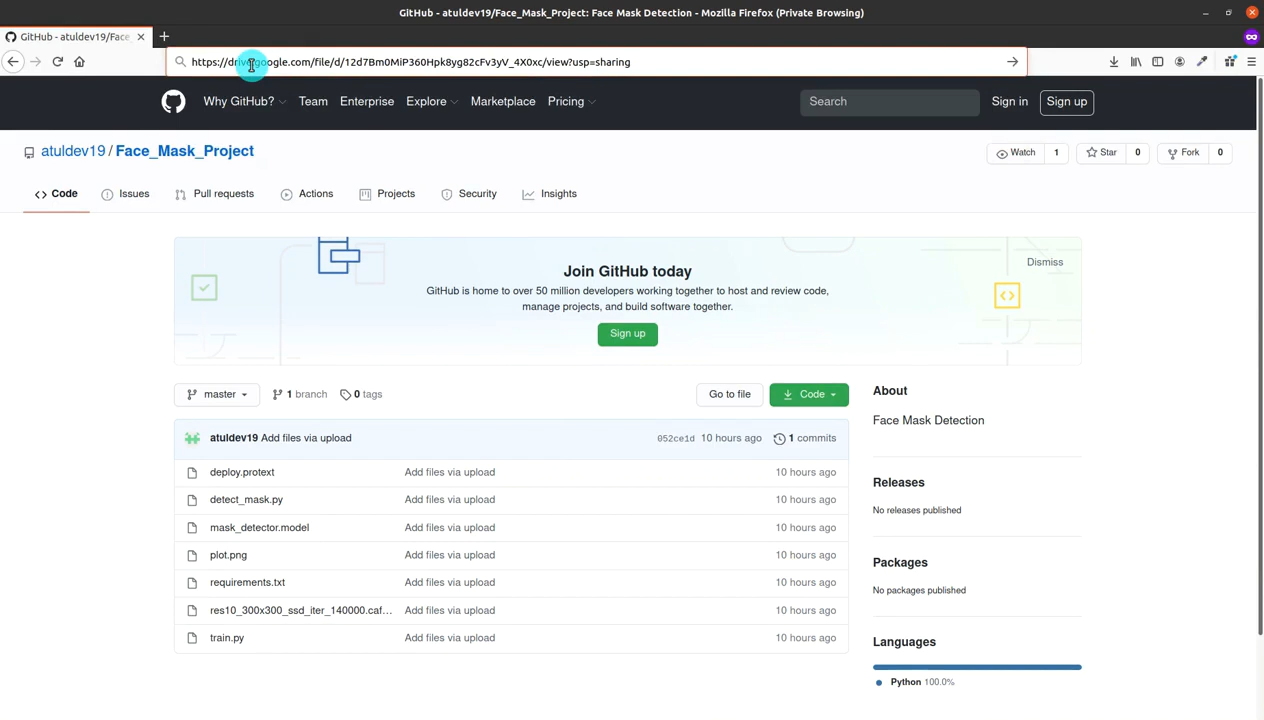 GitHub - atuldev19/Face_Mask_Project: Face Mask Detection - Mozilla Firefox (Private Browsing)
GitHub - atuldev19/Face_
https://drive.google.com/file/d/12d7Bm0MiP360Hpk8yg82cFv3yV_4X0xc/view?usp=sharing
Why GitHub? Team Enterprise Explore Marketplace Pricing Search Sign in Sign up
atuldev19 / Face_Mask_Project Watch 1 Star 0 Fork 0
Code Issues Pull requests Actions Projects Security Insights
Dismiss
Join GitHub today
GitHub is home to over 50 million developers working together to host and review code,
manage projects, and build software together.
Sign up
master 1 branch 0 tags Go to file Code
atuldev19 Add files via upload 052ce1d 10 hours ago 1 commits
deploy.protext Add files via upload 10 hours ago
detect_mask.py Add files via upload 10 hours ago
mask_detector.model Add files via upload 10 hours ago
plot.png Add files via upload 10 hours ago
requirements.txt Add files via upload 10 hours ago
res10_300x300_ssd_iter_140000.caf... Add files via upload 10 hours ago
train.py Add files via upload 10 hours ago
About
Face Mask Detection
Releases
No releases published
Packages
No packages published
Languages
Python 100.0%